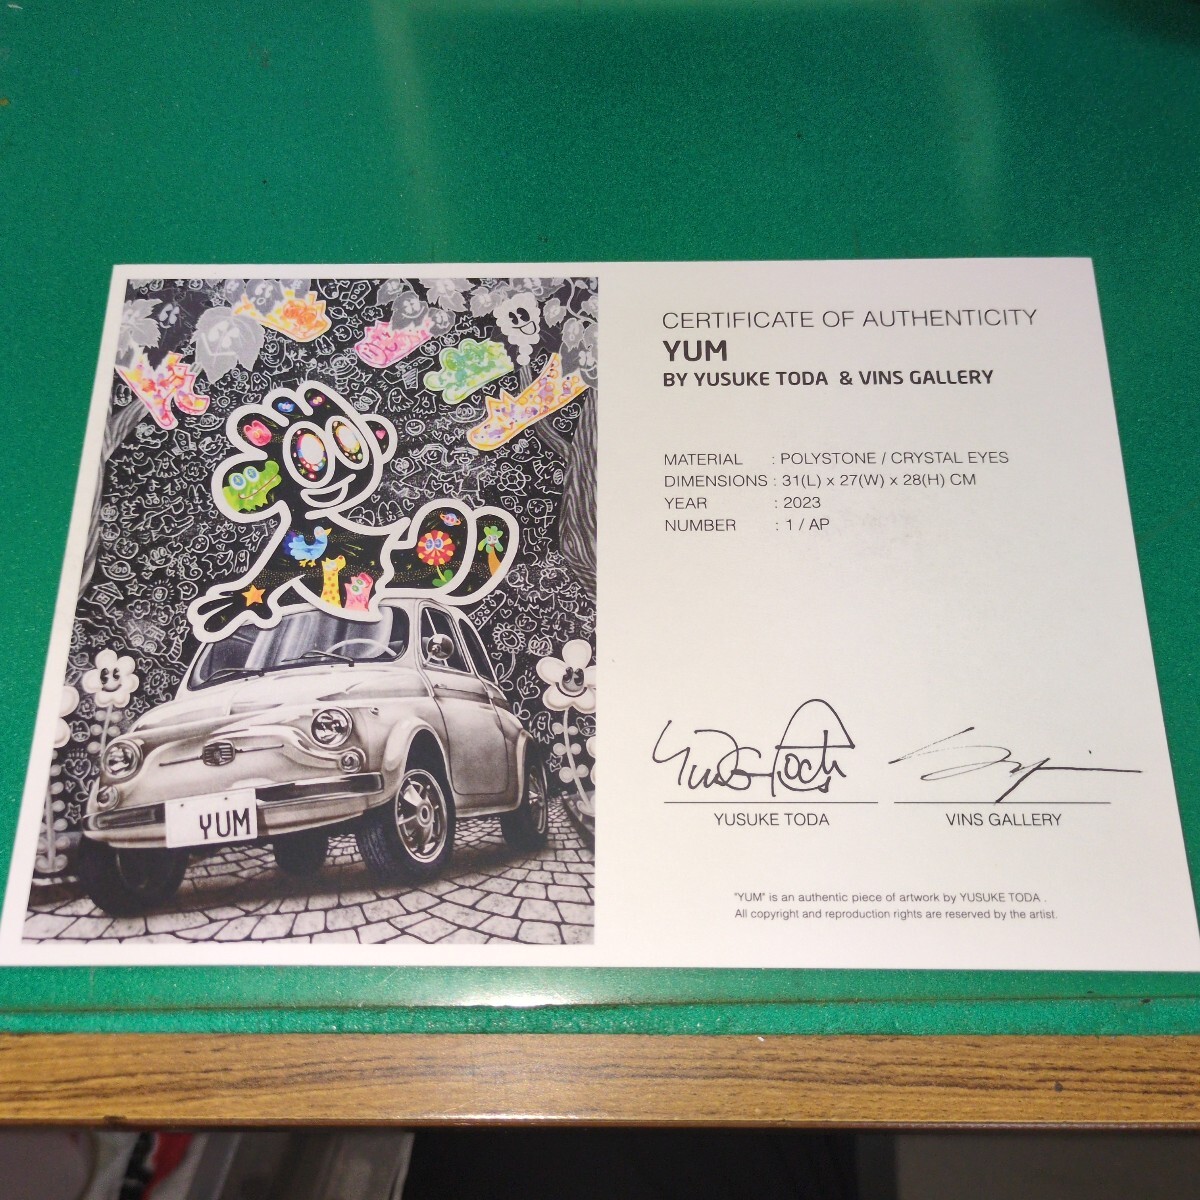 CERTIFICATE OF AUTHENTICITY
YUM
BY YUSUKE TODA & VINS GALLERY
MATERIAL : POLYSTONE / CRYSTAL EYES
DIMENSIONS : 31(L) x 27(W) x 28(H) CM
YEAR : 2023
NUMBER : 1 / AP
YUSUKE TODA
VINS GALLERY
"YUM" is an authentic piece of artwork by YUSUKE TODA .
All copyright and reproduction rights are reserved by the artist.
YUM